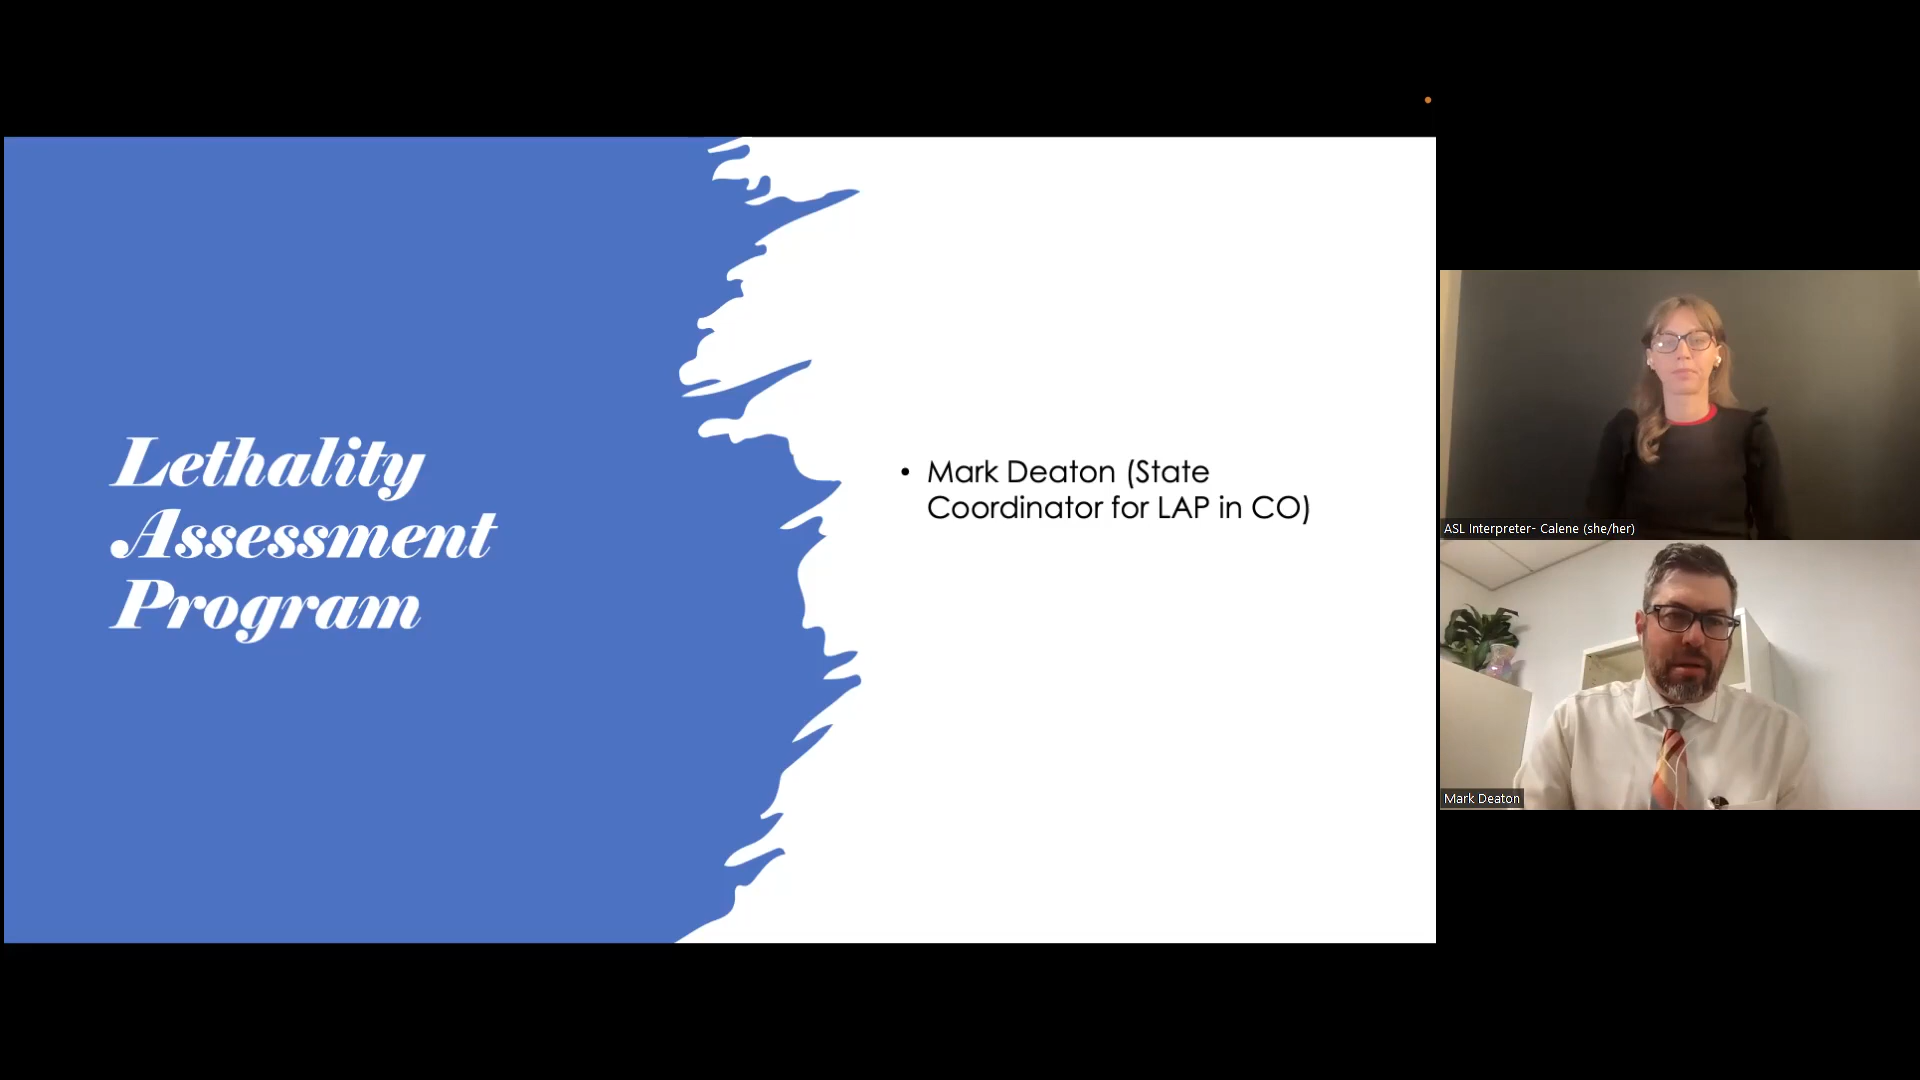 Lethality
Assessment
Program
• Mark Deaton (State
Coordinator for LAP in CO)
ASL Interpreter- Calene (she/her)
Mark Deaton